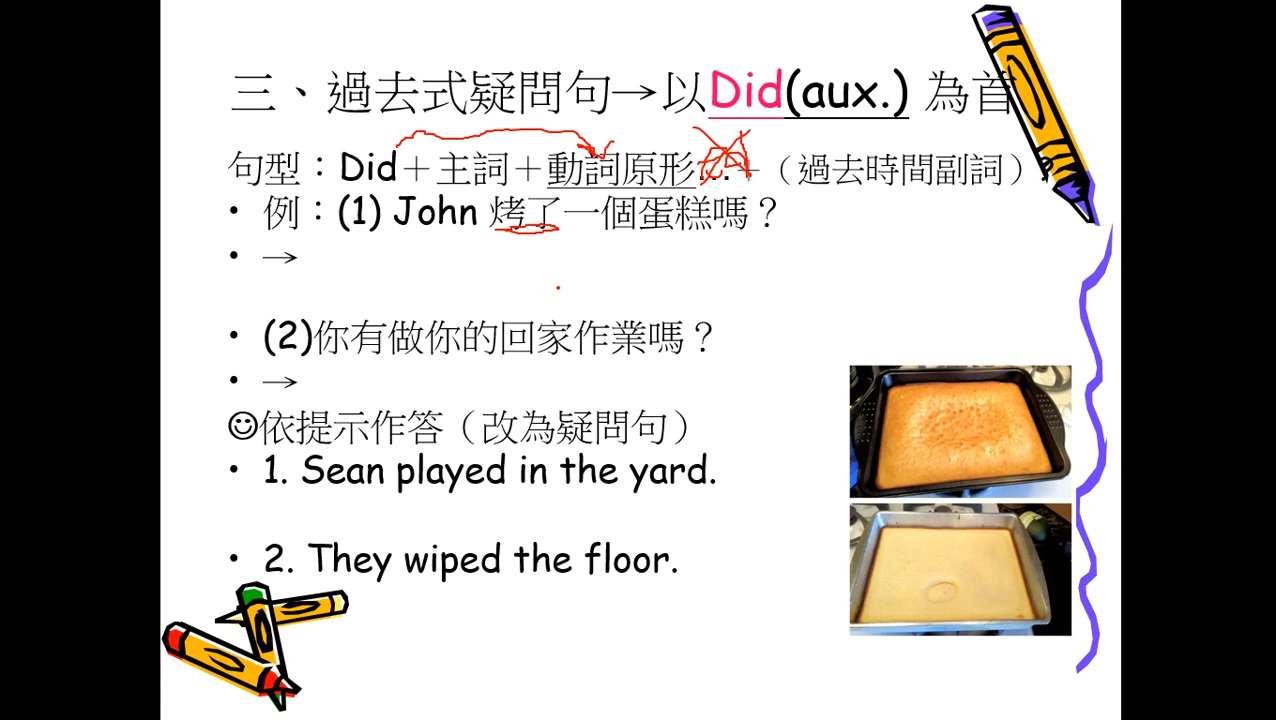 三、過去式疑問句→以Did(aux.) 為首
句型：Did＋主詞＋動詞原形…＋（過去時間副詞）?
• 例：(1) John 烤了一個蛋糕嗎？
• →
• (2)你有做你的回家作業嗎？
• →
☺依提示作答（改為疑問句）
• 1. Sean played in the yard.
• 2. They wiped the floor.